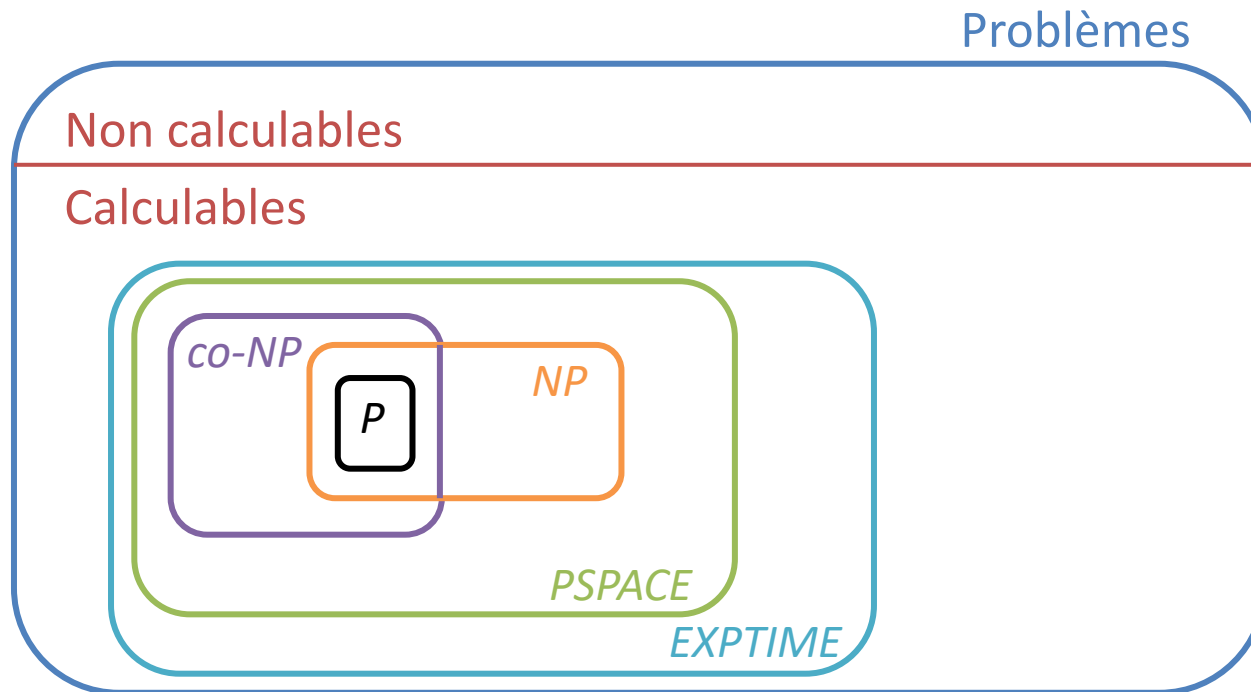 Problèmes
Non calculables
Calculables
co-NP
NP
P
PSPACE
EXPTIME